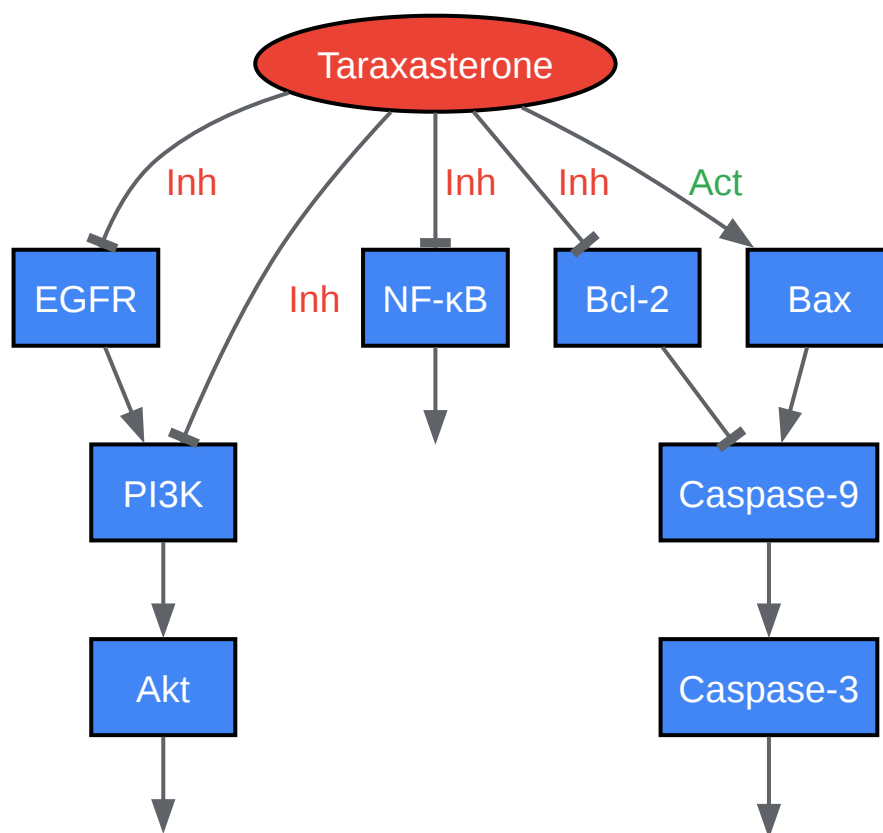 Taraxasterone
Inh
Inh
Inh
Act
EGFR
Inh
NF-κB
Bcl-2
Bax
PI3K
Caspase-9
Akt
Caspase-3